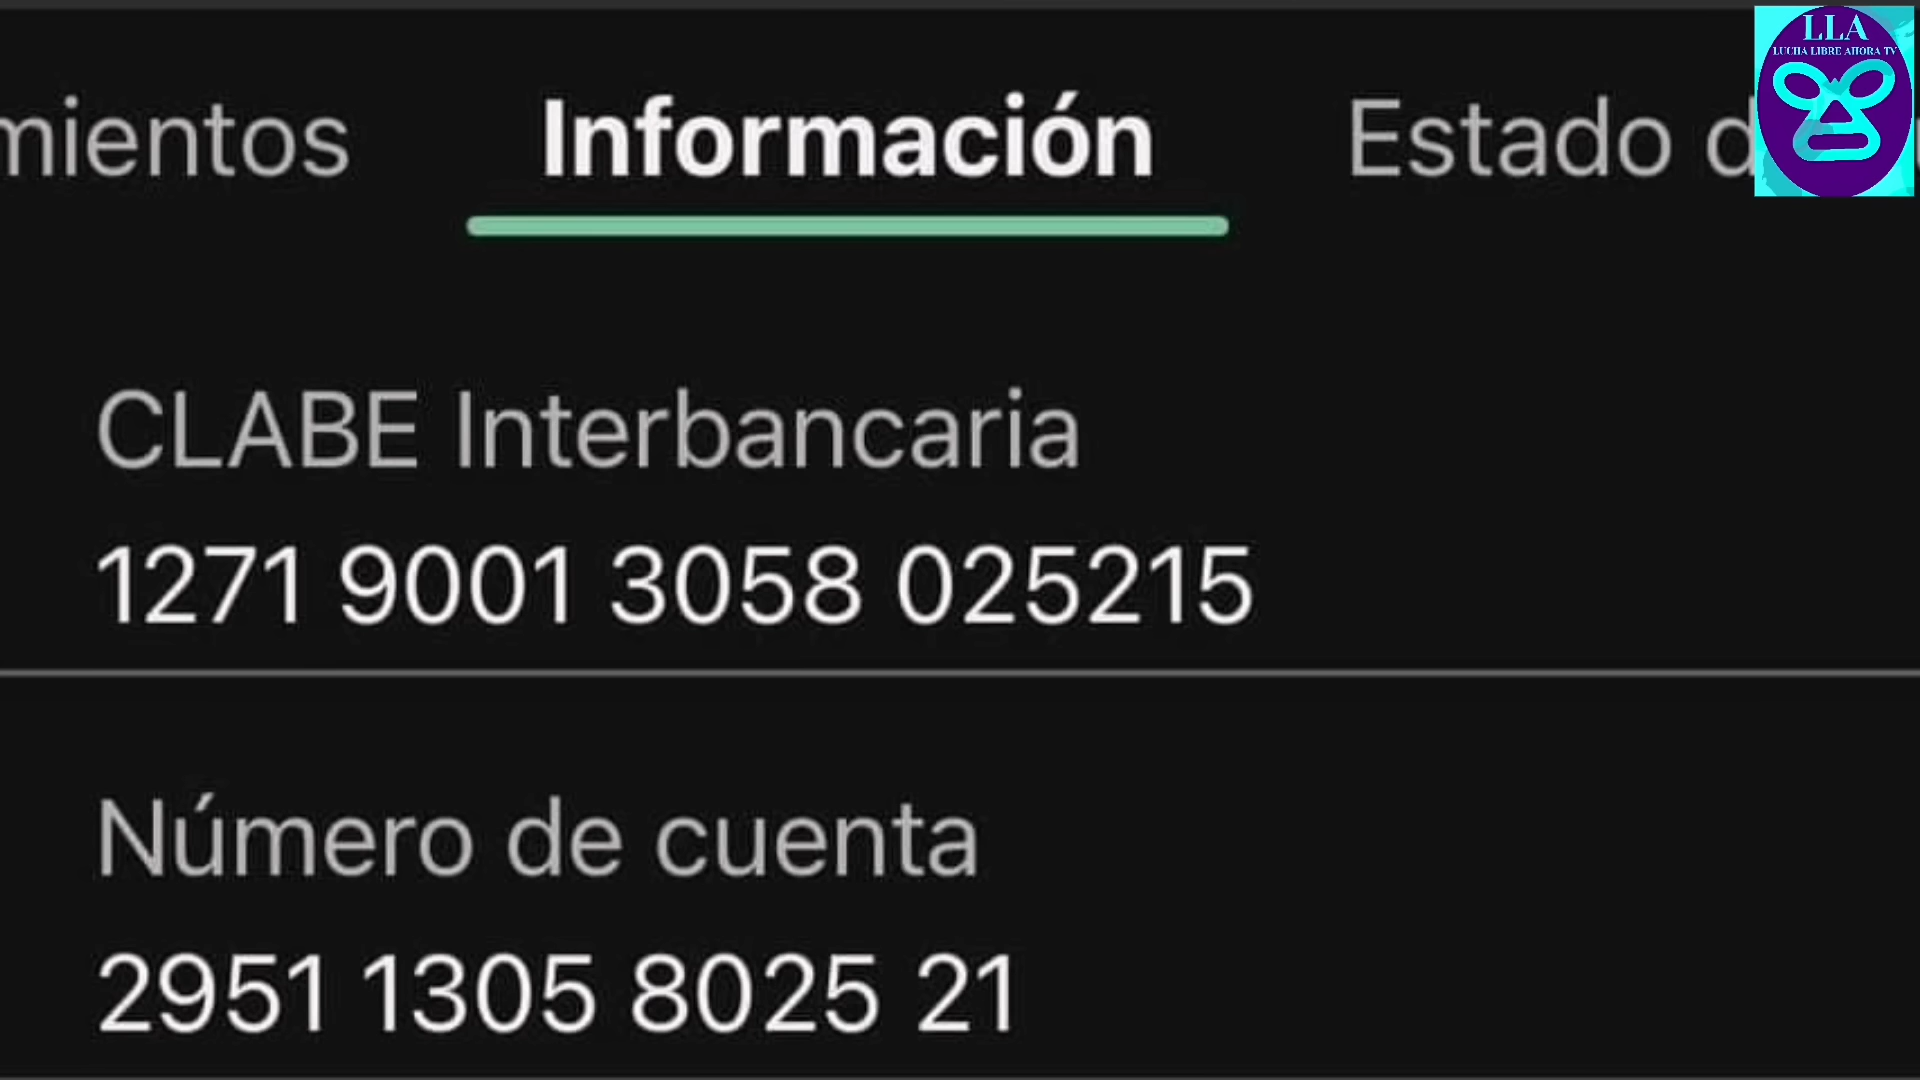 LLA
LUCHA LIBRE AHORA TV
mientos Información Estado d
CLABE Interbancaria
1271 9001 3058 025215
Número de cuenta
2951 1305 8025 21